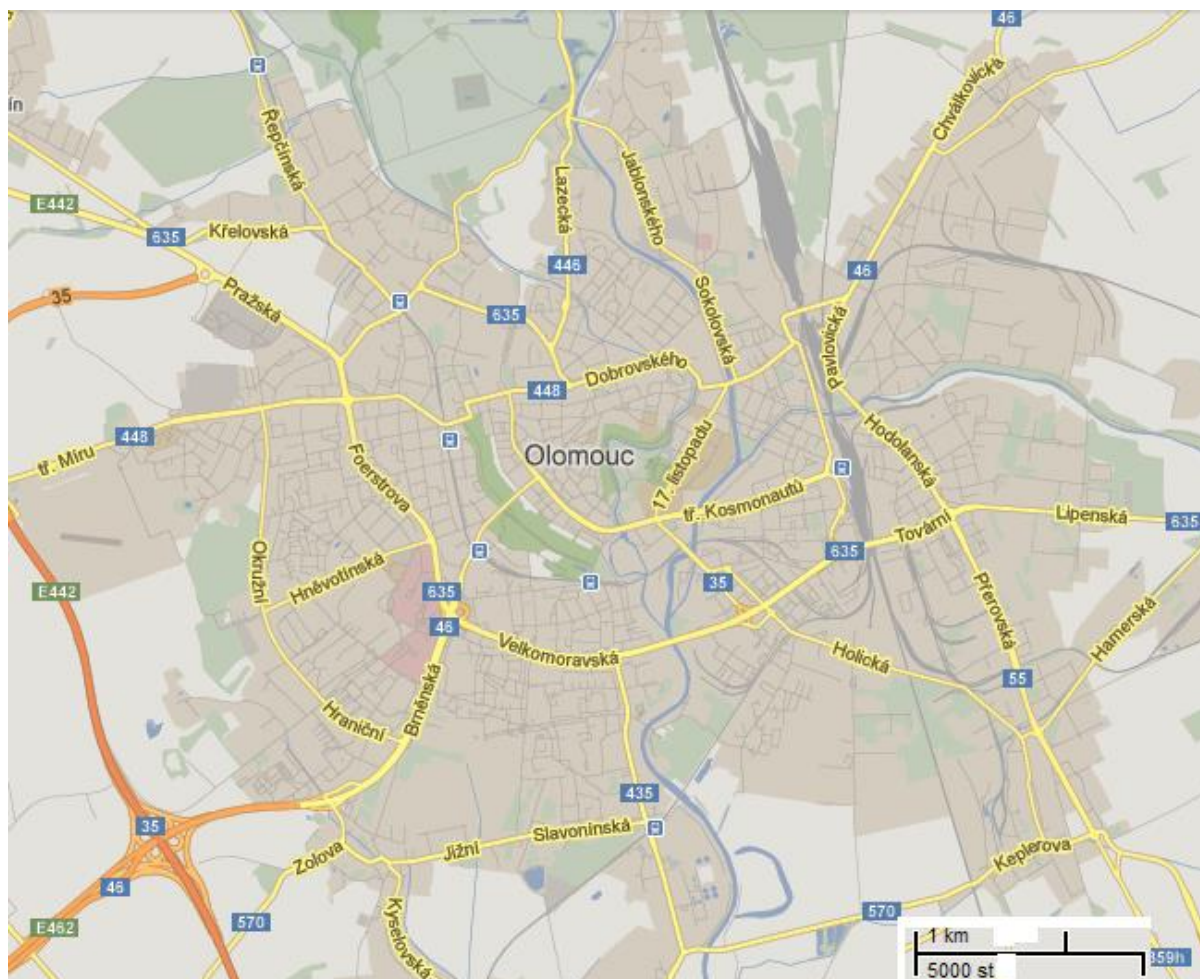 46
ín
Řepčínská
Chválkovická
E442
635
Křelovská
Lazecká
Jablonského
446
46
35
Pražská
635
Sokolovská
Pavlovická
448
Dobrovského
448
tř. Míru
Foerstrova
Olomouc
17. listopadu
Hodolanská
tř. Kosmonautů
Lipenská
635
Tovární
635
Okružní
Hněvotínská
E442
635
35
46
Přerovská
Hamerská
Velkomoravská
Holická
55
Brněnská
Hraniční
435
35
Slavonínská
Jižní
Zolova
Keplerova
46
E462
570
Kyselovská
570
1 km
5000 st
359h